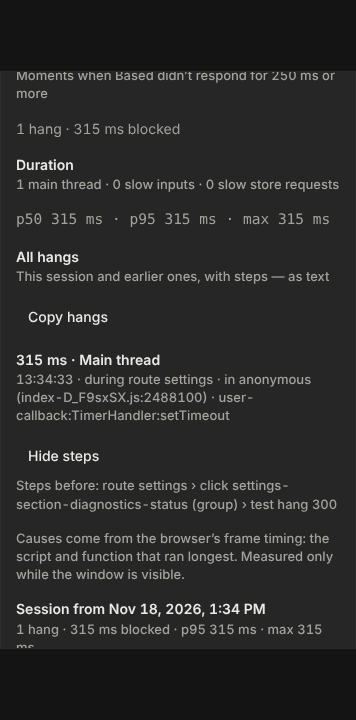 Moments when Based didn't respond for 250 ms or
more
1 hang · 315 ms blocked
Duration
1 main thread · 0 slow inputs · 0 slow store requests
p50 315 ms · p95 315 ms · max 315 ms
All hangs
This session and earlier ones, with steps — as text
Copy hangs
315 ms · Main thread
13:34:33 · during route settings · in anonymous
(index-D_F9sxSX.js:2488100) · user-
callback:TimerHandler:setTimeout
Hide steps
Steps before: route settings › click settings-
section-diagnostics-status (group) › test hang 300
Causes come from the browser’s frame timing: the
script and function that ran longest. Measured only
while the window is visible.
Session from Nov 18, 2026, 1:34 PM
1 hang · 315 ms blocked · p95 315 ms · max 315
ms